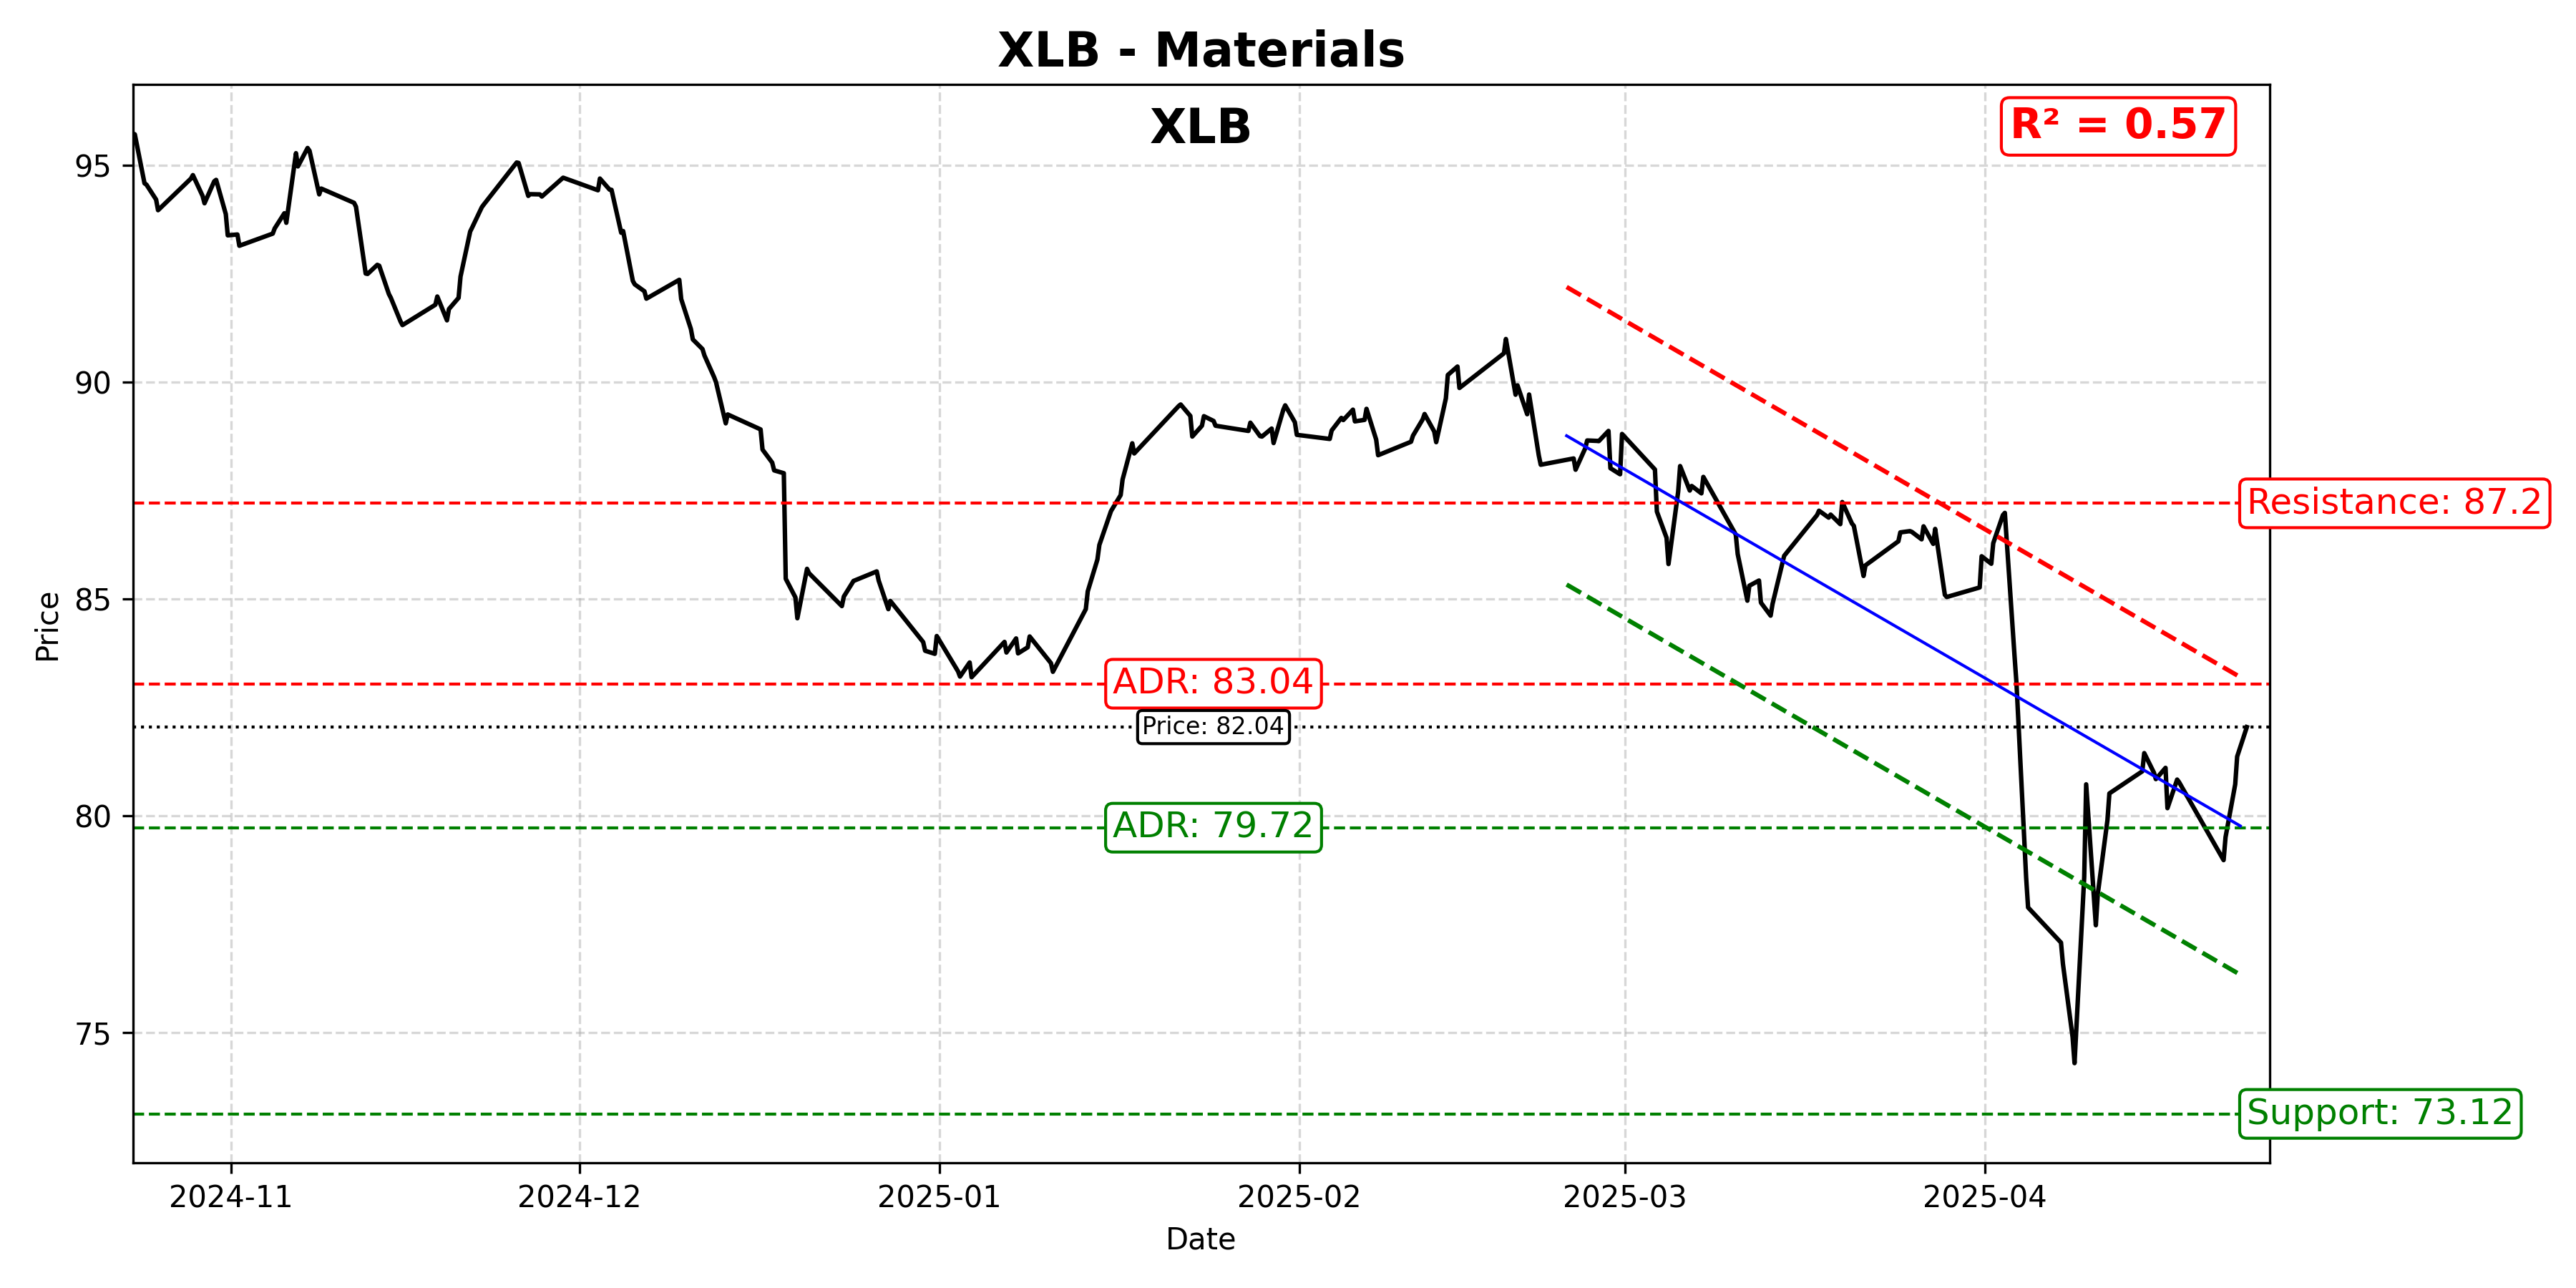 XLB - Materials
XLB
R² = 0.57
95
90
85
80
75
Price
Resistance: 87.2
ADR: 83.04
Price: 82.04
ADR: 79.72
Support: 73.12
2024-11
2024-12
2025-01
2025-02
2025-03
2025-04
Date